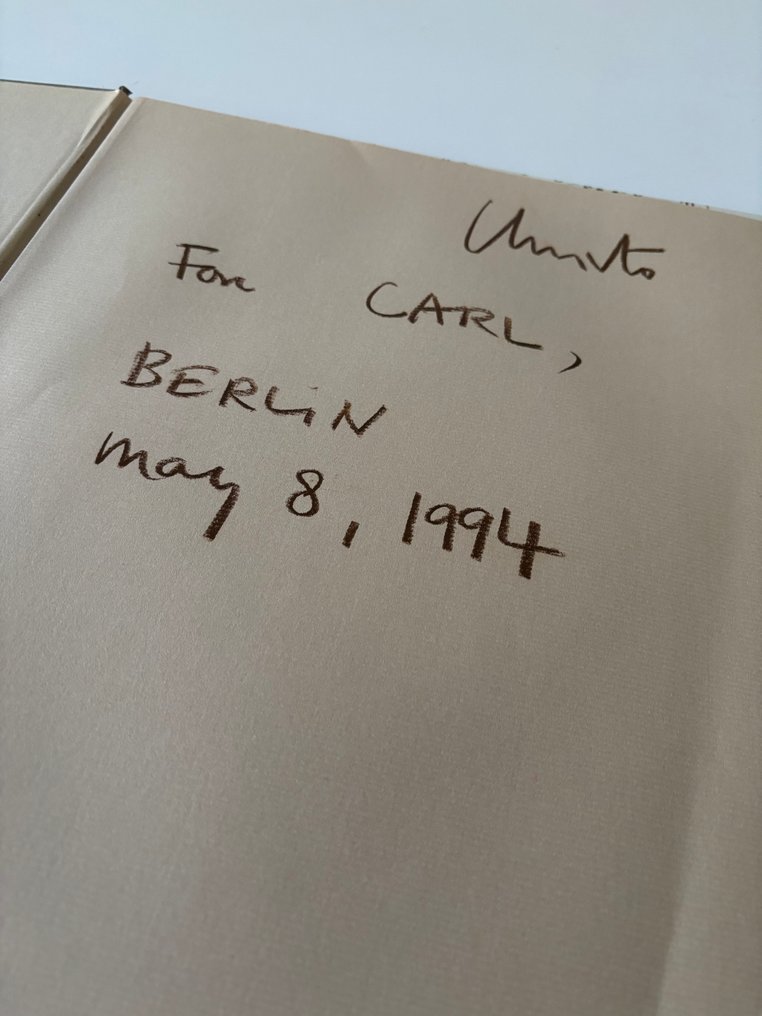 Christo
For CARL,
BERLiN
may 8, 1994